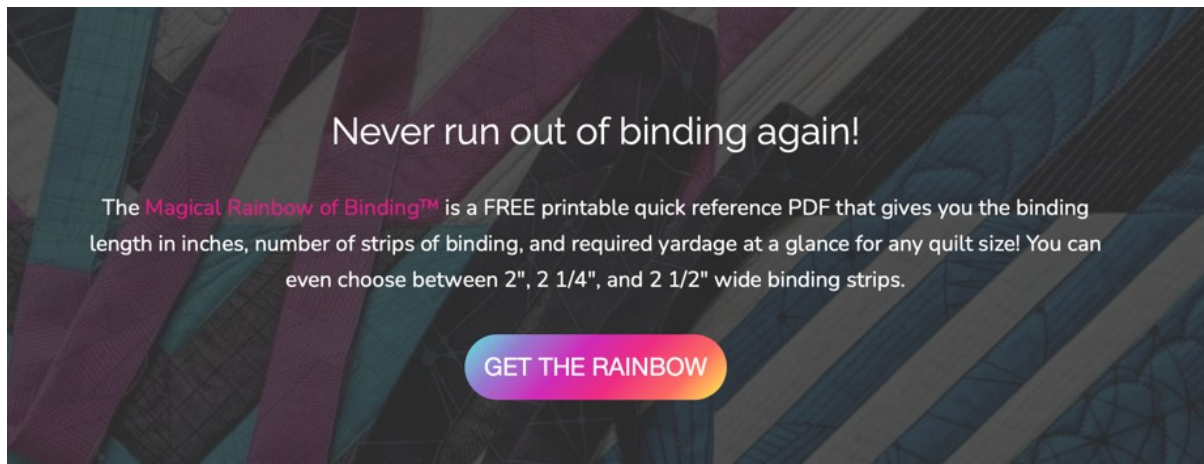 Never run out of binding again!
The Magical Rainbow of Binding™ is a FREE printable quick reference PDF that gives you the binding
length in inches, number of strips of binding, and required yardage at a glance for any quilt size! You can
even choose between 2", 2 1/4", and 2 1/2" wide binding strips.
GET THE RAINBOW